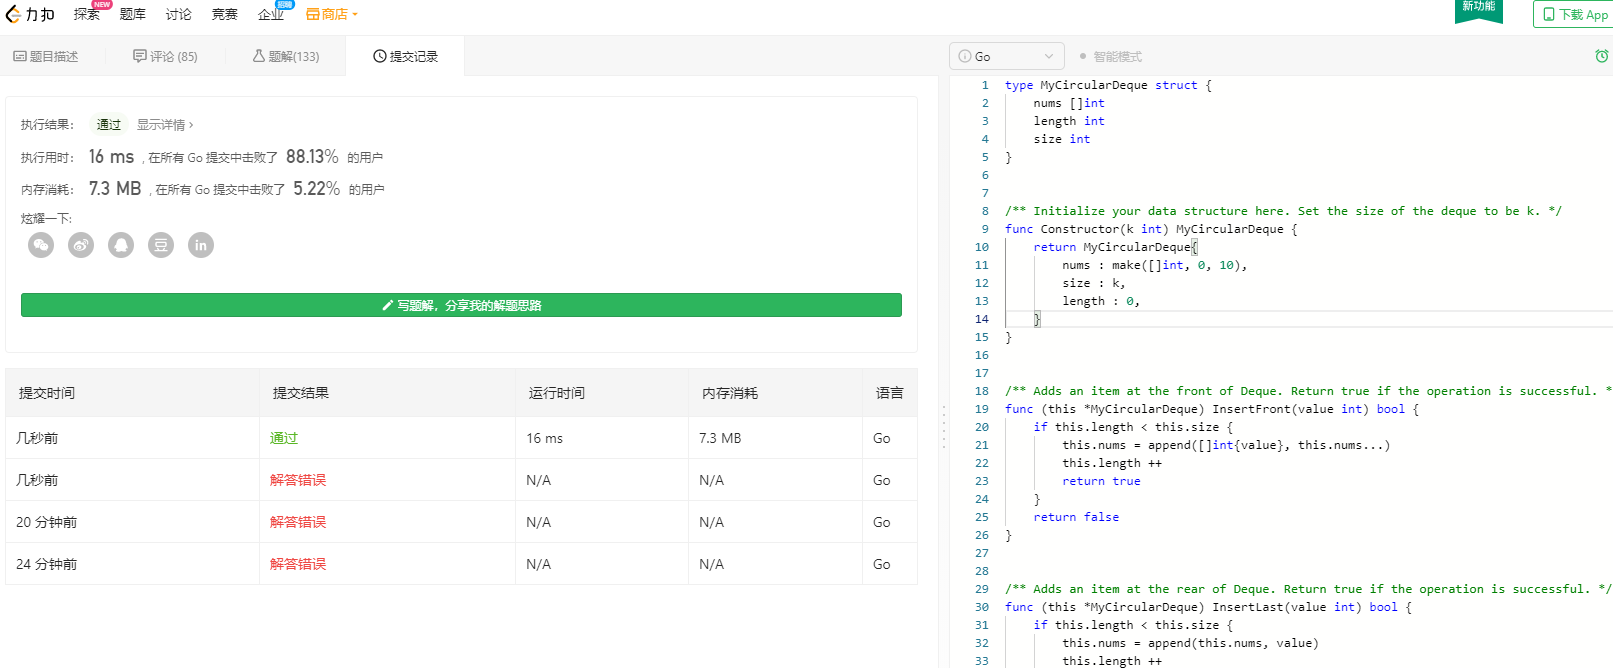 力扣 探索 NEW 题库 讨论 竞赛 企业 商店 新功能 下载 App
题目描述 评论 (85) 题解(133) 提交记录 Go 智能模式
执行结果： 通过 显示详情 ›
执行用时： 16 ms , 在所有 Go 提交中击败了 88.13% 的用户
内存消耗： 7.3 MB , 在所有 Go 提交中击败了 5.22% 的用户
炫耀一下:
豆 in
写题解，分享我的解题思路
提交时间 提交结果 运行时间 内存消耗 语言
几秒前 通过 16 ms 7.3 MB Go
几秒前 解答错误 N/A N/A Go
20 分钟前 解答错误 N/A N/A Go
24 分钟前 解答错误 N/A N/A Go
1 type MyCircularDeque struct {
2 nums []int
3 length int
4 size int
5 }
6
7
8 /** Initialize your data structure here. Set the size of the deque to be k. */
9 func Constructor(k int) MyCircularDeque {
10 return MyCircularDeque{
11 nums : make([]int, 0, 10),
12 size : k,
13 length : 0,
14 }
15 }
16
17
18 /** Adds an item at the front of Deque. Return true if the operation is successful. *
19 func (this *MyCircularDeque) InsertFront(value int) bool {
20 if this.length < this.size {
21 this.nums = append([]int{value}, this.nums...)
22 this.length ++
23 return true
24 }
25 return false
26 }
27
28
29 /** Adds an item at the rear of Deque. Return true if the operation is successful. */
30 func (this *MyCircularDeque) InsertLast(value int) bool {
31 if this.length < this.size {
32 this.nums = append(this.nums, value)
33 this.length ++